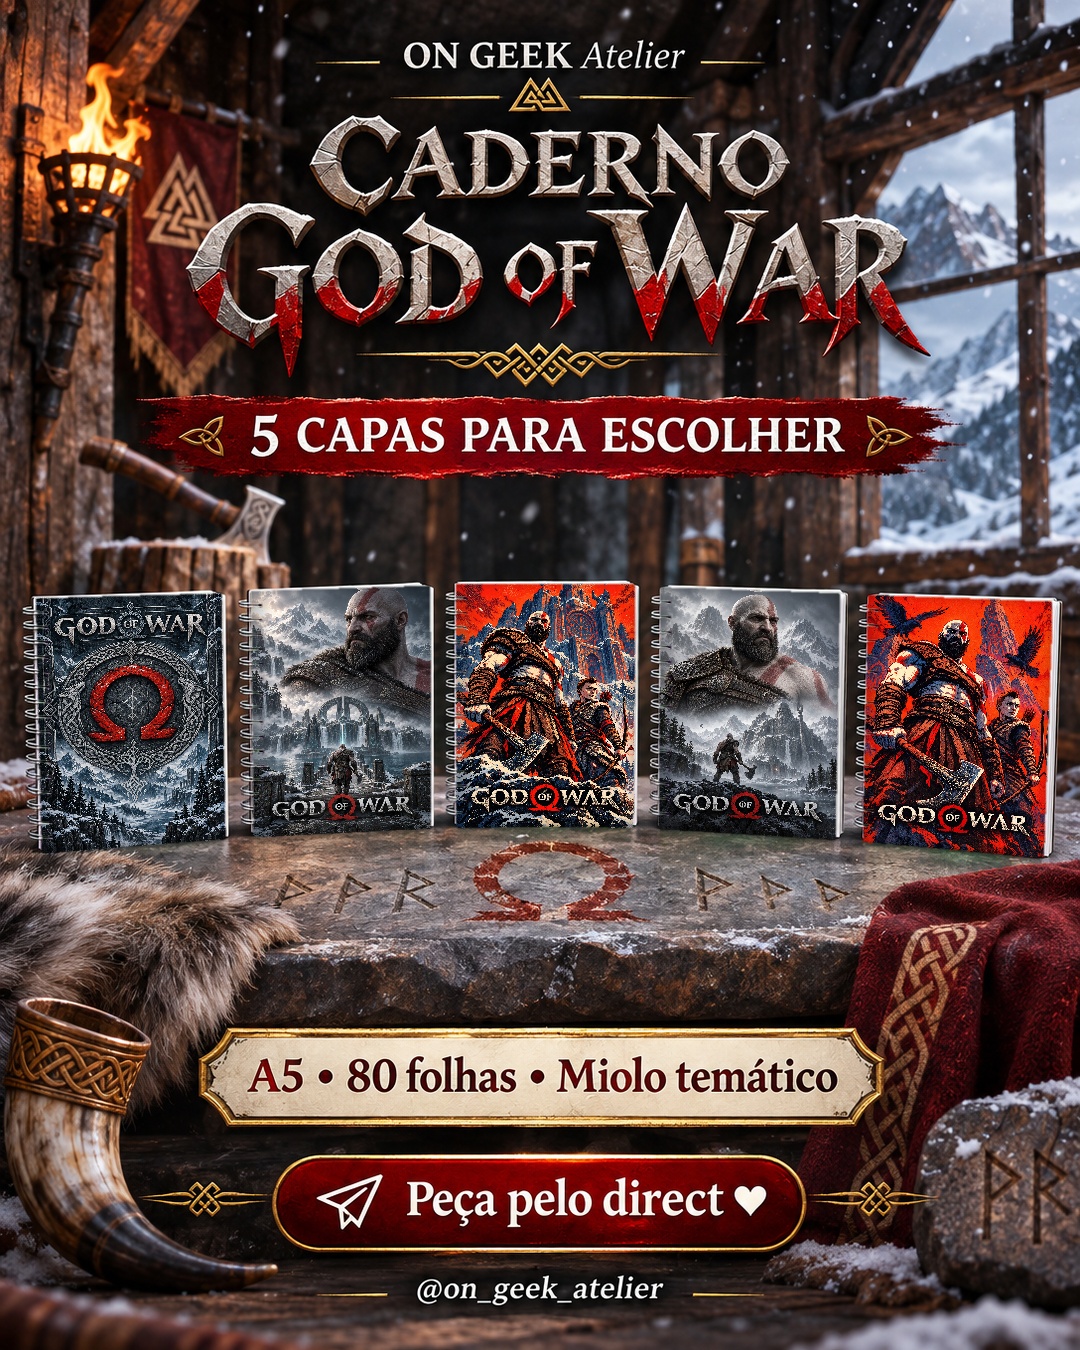 ON GEEK Atelier
CADERNO
GOD OF WAR
5 CAPAS PARA ESCOLHER
GOD OF WAR
GOD OF WAR
GOD OF WAR
GOD OF WAR
GOD OF WAR
Ω
ᚹ ᚹ ᚱ
ᚹ ᚹ ᚹ
A5 • 80 folhas • Miolo temático
Peça pelo direct ♥
ᚹ ᚱ
@on_geek_atelier